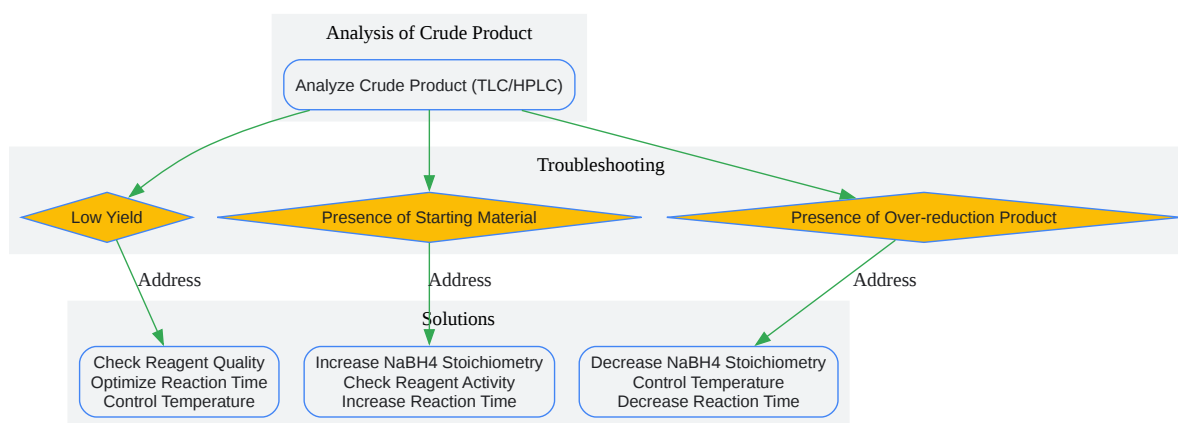 Analysis of Crude Product
Analyze Crude Product (TLC/HPLC)
Troubleshooting
Low Yield
Presence of Starting Material
Presence of Over-reduction Product
Address
Address
Address
Solutions
Check Reagent Quality
Optimize Reaction Time
Control Temperature
Increase NaBH4 Stoichiometry
Check Reagent Activity
Increase Reaction Time
Decrease NaBH4 Stoichiometry
Control Temperature
Decrease Reaction Time